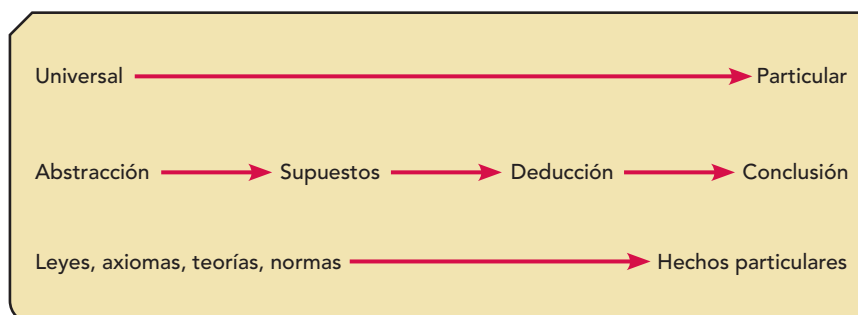 Universal Particular
Abstracción Supuestos Deducción Conclusión
Leyes, axiomas, teorías, normas Hechos particulares